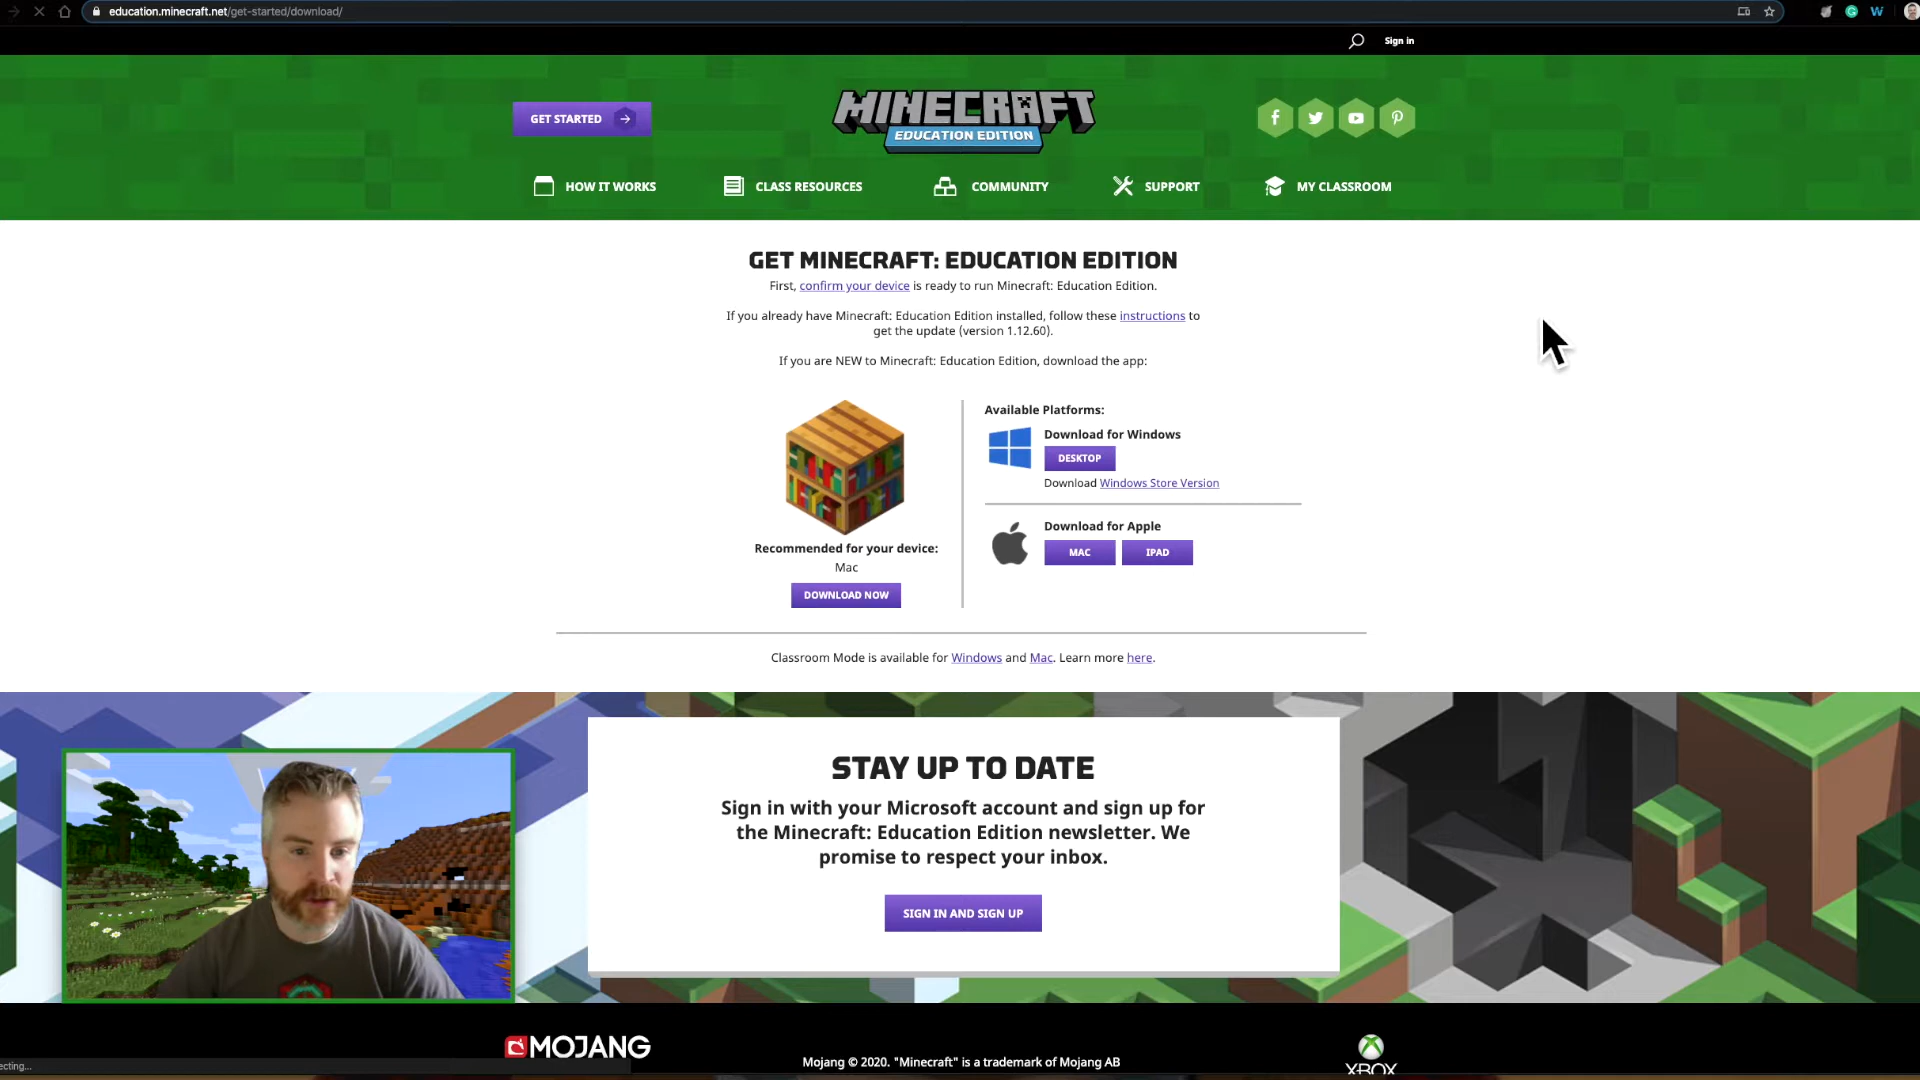 education.minecraft.net/get-started/download/
W
Sign in
GET STARTED
MINECRAFT
EDUCATION EDITION
HOW IT WORKS
CLASS RESOURCES
COMMUNITY
SUPPORT
MY CLASSROOM
GET MINECRAFT: EDUCATION EDITION
First, confirm your device is ready to run Minecraft: Education Edition.
If you already have Minecraft: Education Edition installed, follow these instructions to
get the update (version 1.12.60).
If you are NEW to Minecraft: Education Edition, download the app:
Recommended for your device:
Mac
DOWNLOAD NOW
Available Platforms:
Download for Windows
DESKTOP
Download Windows Store Version
Download for Apple
MAC
IPAD
Classroom Mode is available for Windows and Mac. Learn more here.
STAY UP TO DATE
Sign in with your Microsoft account and sign up for
the Minecraft: Education Edition newsletter. We
promise to respect your inbox.
SIGN IN AND SIGN UP
MOJANG
Mojang © 2020. "Minecraft" is a trademark of Mojang AB
XBOX
ecting...